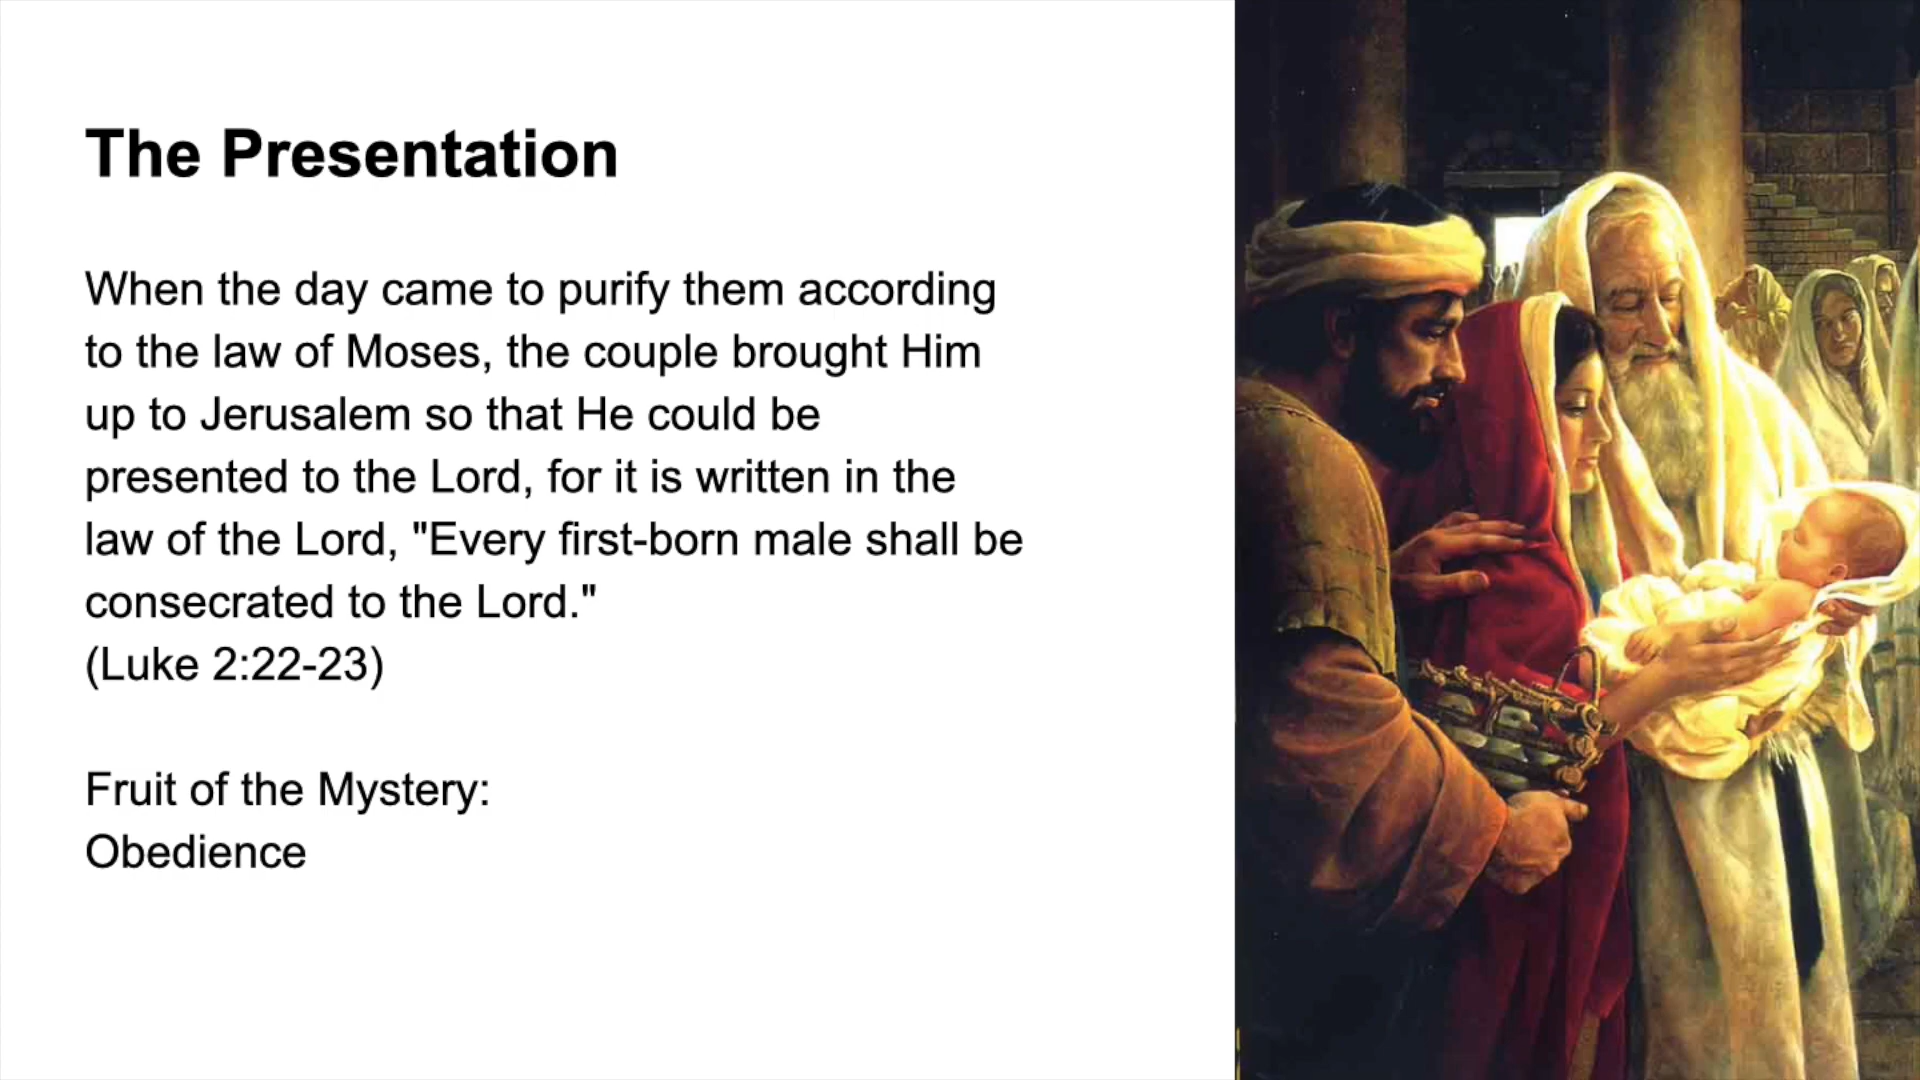 The Presentation
When the day came to purify them according
to the law of Moses, the couple brought Him
up to Jerusalem so that He could be
presented to the Lord, for it is written in the
law of the Lord, "Every first-born male shall be
consecrated to the Lord."
(Luke 2:22-23)
Fruit of the Mystery:
Obedience